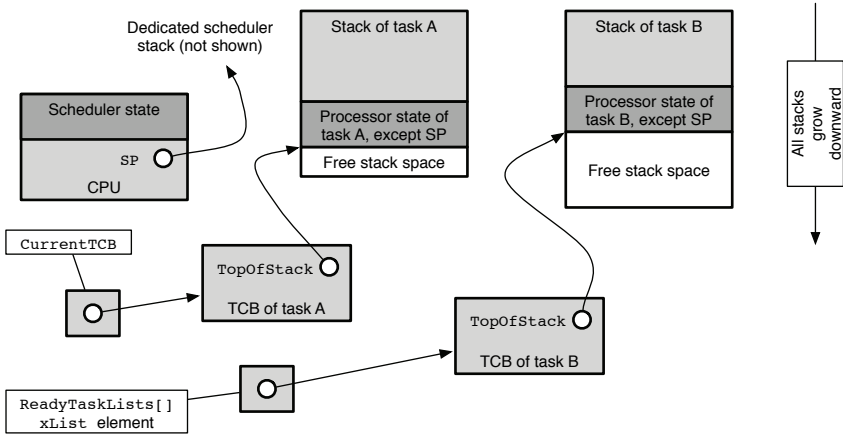 Dedicated scheduler
stack (not shown)
Stack of task A
Stack of task B
Scheduler state
SP
CPU
Processor state of
task A, except SP
Free stack space
Processor state of
task B, except SP
Free stack space
All stacks
grow
downward
CurrentTCB
TopOfStack
TCB of task A
TopOfStack
TCB of task B
ReadyTaskLists[]
xList element